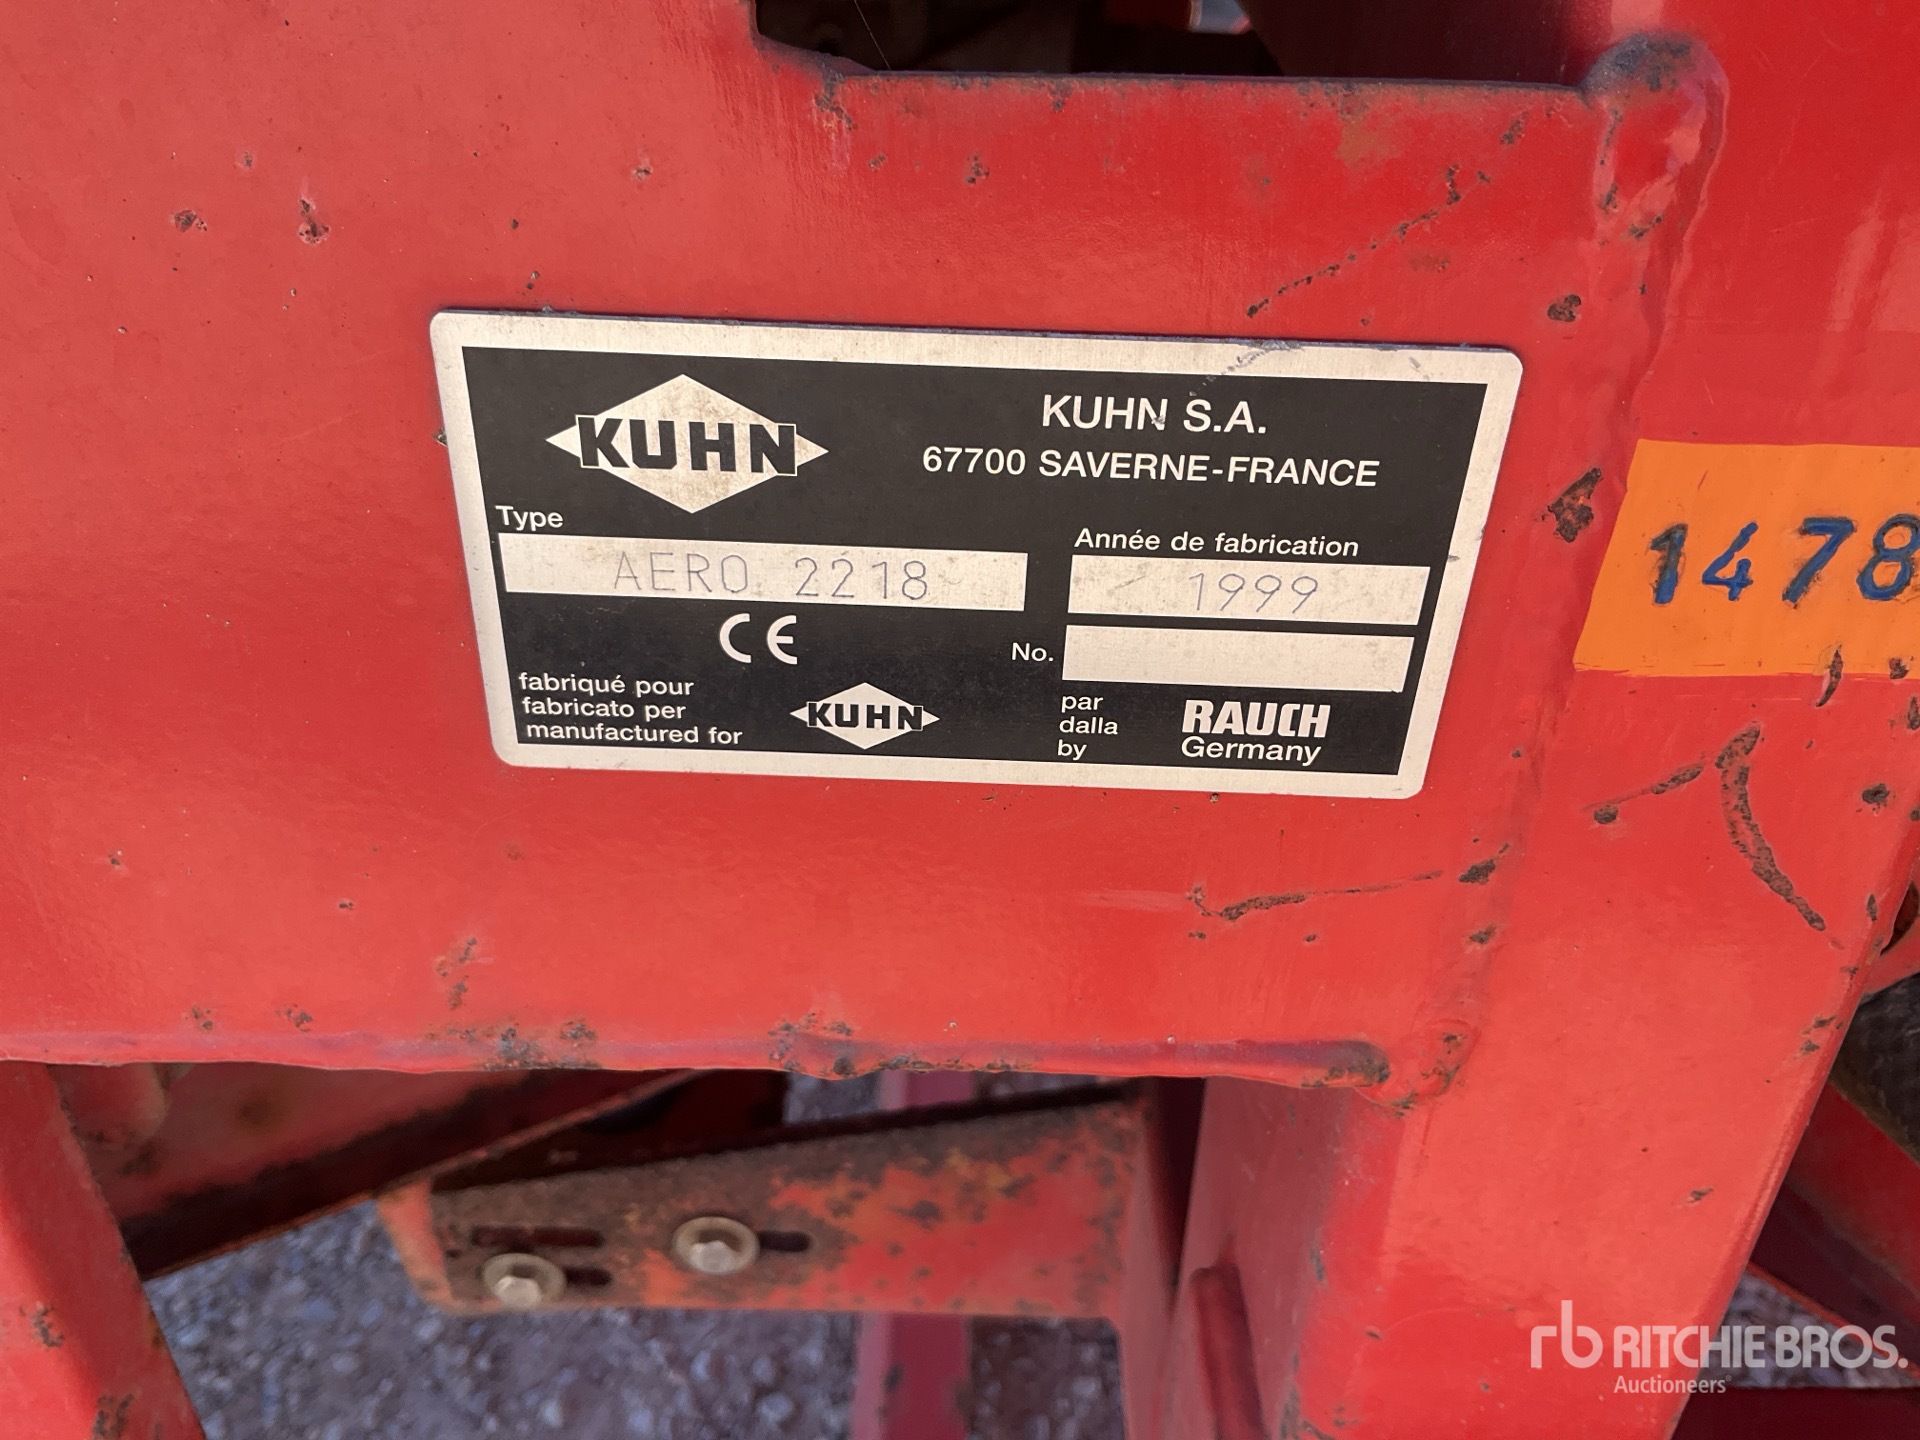 KUHN
KUHN S.A.
67700 SAVERNE-FRANCE
Type
AERO 2218
Année de fabrication
1999
CE
No.
fabriqué pour
fabricato per
manufactured for
KUHN
par
dalla
by
RAUCH
Germany
1478
rb RITCHIE BROS.
Auctioneers